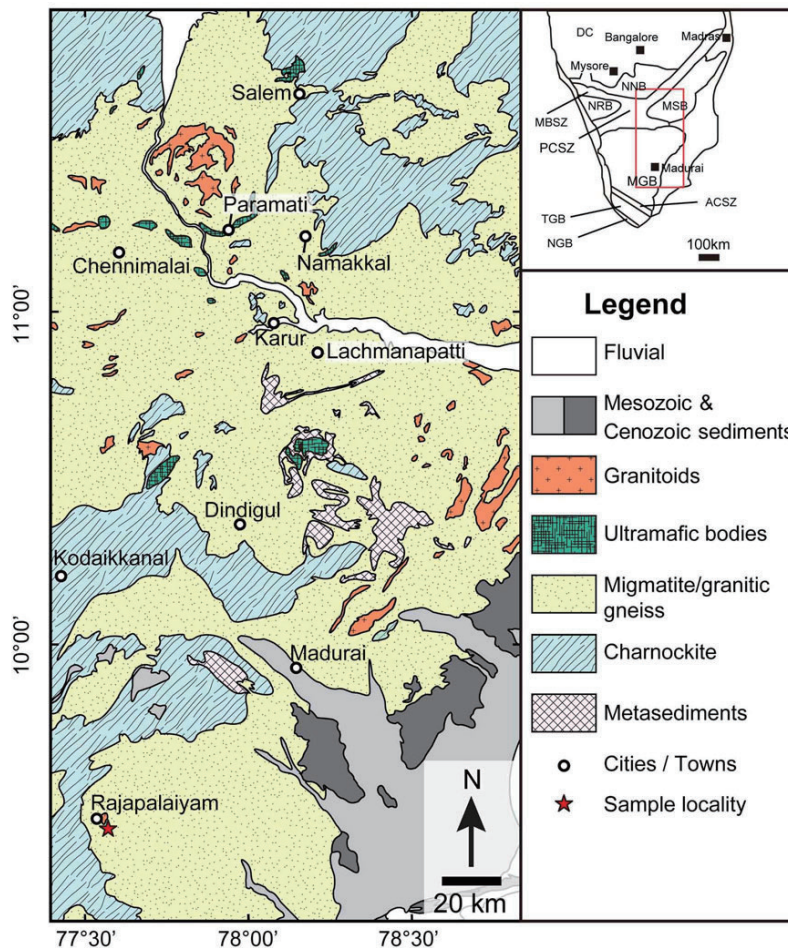 Salem
Paramati
Chennimalai
Namakkal
11°00'
Karur
Lachmanapatti
Dindigul
Kodaikkanal
10°00'
Madurai
Rajapalaiyam
N
20 km
77°30'
78°00'
78°30'
DC
Bangalore
Madras
Mysore
NNB
NRB
MSB
MBSZ
PCSZ
Madurai
MGB
ACSZ
TGB
NGB
100km
Legend
Fluvial
Mesozoic &
Cenozoic sediments
Granitoids
Ultramafic bodies
Migmatite/granitic
gneiss
Charnockite
Metasediments
Cities / Towns
Sample locality